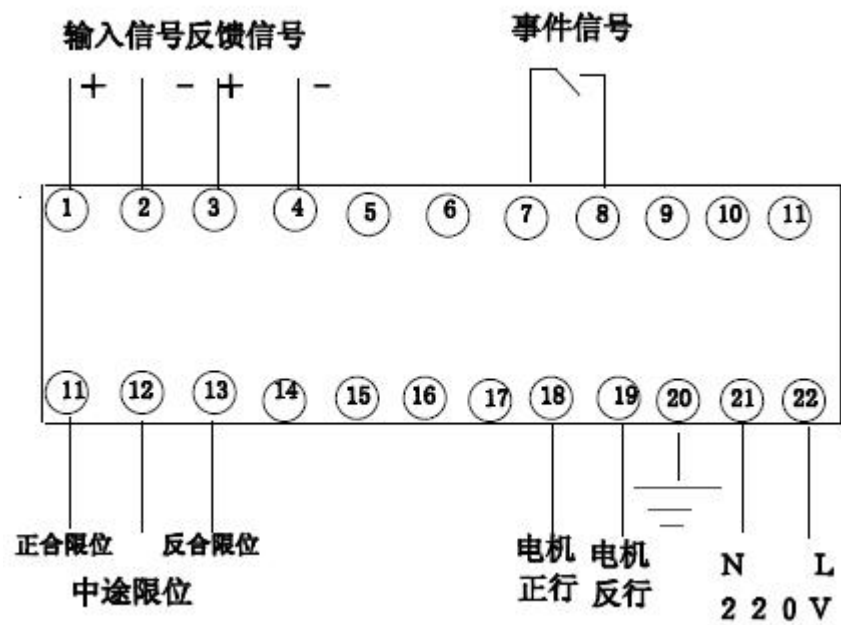 输入信号反馈信号
事件信号
+ - + -
1 2 3 4 5 6 7 8 9 10 11
11 12 13 14 15 16 17 18 19 20 21 22
正合限位 反合限位
中途限位
电机
正行
电机
反行
N L
220V